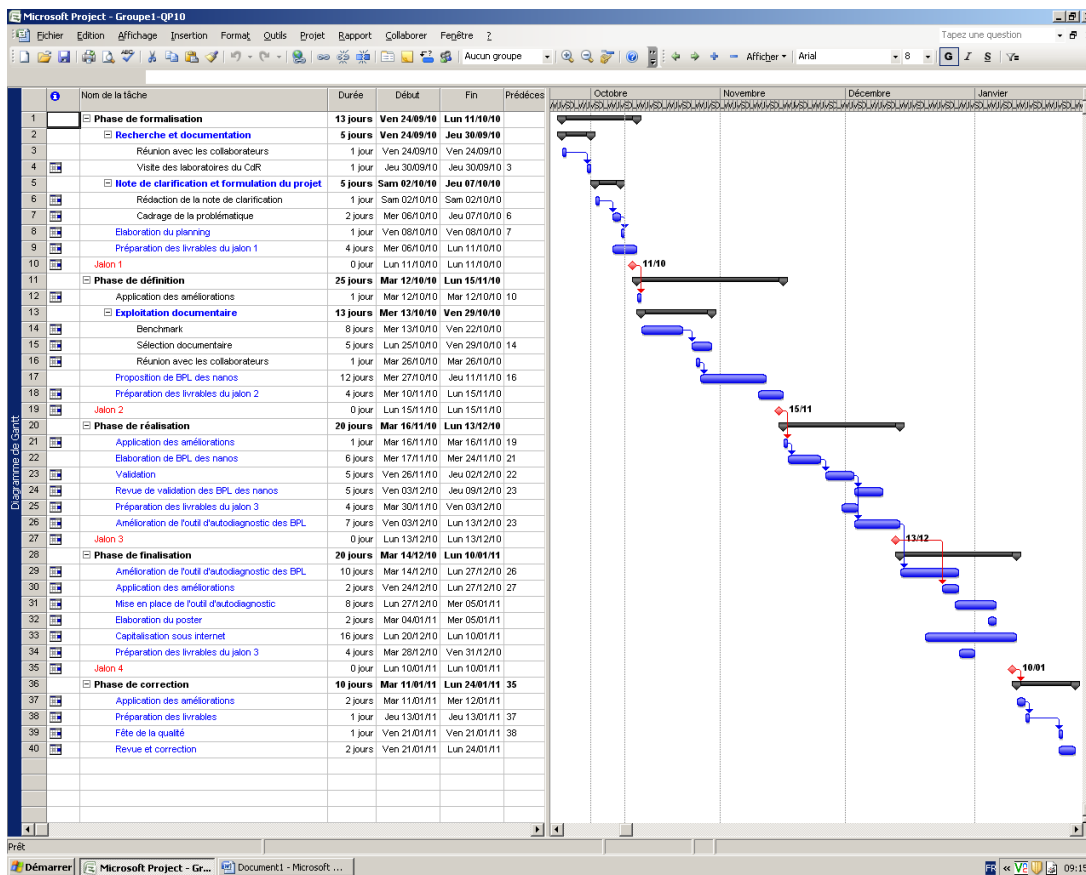 Microsoft Project - Groupe1-QP10
Fichier Edition Affichage Insertion Format Outils Projet Rapport Collaborer Fenêtre ? Tapez une question
Aucun groupe Afficher Arial 8 G I S
Nom de la tâche Durée Début Fin Prédéces Octobre Novembre Décembre Janvier
1 Phase de formalisation 13 jours Ven 24/09/10 Lun 11/10/10
2 Recherche et documentation 5 jours Ven 24/09/10 Jeu 30/09/10
3 Réunion avec les collaborateurs 1 jour Ven 24/09/10 Ven 24/09/10
4 Visite des laboratoires du CdR 1 jour Jeu 30/09/10 Jeu 30/09/10 3
5 Note de clarification et formulation du projet 5 jours Sam 02/10/10 Jeu 07/10/10
6 Rédaction de la note de clarification 1 jour Sam 02/10/10 Sam 02/10/10
7 Cadrage de la problématique 2 jours Mer 06/10/10 Jeu 07/10/10 6
8 Elaboration du planning 1 jour Ven 08/10/10 Ven 08/10/10 7
9 Préparation des livrables du jalon 1 4 jours Mer 06/10/10 Lun 11/10/10
10 Jalon 1 0 jour Lun 11/10/10 Lun 11/10/10 11/10
11 Phase de définition 25 jours Mar 12/10/10 Lun 15/11/10
12 Application des améliorations 1 jour Mar 12/10/10 Mar 12/10/10 10
13 Exploitation documentaire 13 jours Mer 13/10/10 Ven 29/10/10
14 Benchmark 8 jours Mer 13/10/10 Ven 22/10/10
15 Sélection documentaire 5 jours Lun 25/10/10 Ven 29/10/10 14
16 Réunion avec les collaborateurs 1 jour Mar 26/10/10 Mar 26/10/10
17 Proposition de BPL des nanos 12 jours Mer 27/10/10 Jeu 11/11/10 16
18 Préparation des livrables du jalon 2 4 jours Mer 10/11/10 Lun 15/11/10
19 Jalon 2 0 jour Lun 15/11/10 Lun 15/11/10 15/11
20 Phase de réalisation 20 jours Mar 16/11/10 Lun 13/12/10
21 Application des améliorations 1 jour Mar 16/11/10 Mar 16/11/10 19
22 Elaboration de BPL des nanos 6 jours Mer 17/11/10 Mer 24/11/10 21
23 Validation 5 jours Ven 26/11/10 Jeu 02/12/10 22
24 Revue de validation des BPL des nanos 5 jours Ven 03/12/10 Jeu 09/12/10 23
25 Préparation des livrables du jalon 3 4 jours Mar 30/11/10 Ven 03/12/10
26 Amélioration de l'outil d'autodiagnostic des BPL 7 jours Ven 03/12/10 Lun 13/12/10 23
27 Jalon 3 0 jour Lun 13/12/10 Lun 13/12/10 13/12
28 Phase de finalisation 20 jours Mar 14/12/10 Lun 10/01/11
29 Amélioration de l'outil d'autodiagnostic des BPL 10 jours Mar 14/12/10 Lun 27/12/10 26
30 Application des améliorations 2 jours Ven 24/12/10 Lun 27/12/10 27
31 Mise en place de l'outil d'autodiagnostic 8 jours Lun 27/12/10 Mer 05/01/11
32 Elaboration du poster 2 jours Mar 04/01/11 Mer 05/01/11
33 Capitalisation sous internet 16 jours Lun 20/12/10 Lun 10/01/11
34 Préparation des livrables du jalon 3 4 jours Mar 28/12/10 Ven 31/12/10
35 Jalon 4 0 jour Lun 10/01/11 Lun 10/01/11 10/01
36 Phase de correction 10 jours Mar 11/01/11 Lun 24/01/11 35
37 Application des améliorations 2 jours Mar 11/01/11 Mer 12/01/11
38 Préparation des livrables 1 jour Jeu 13/01/11 Jeu 13/01/11 37
39 Fête de la qualité 1 jour Ven 21/01/11 Ven 21/01/11 38
40 Revue et correction 2 jours Ven 21/01/11 Lun 24/01/11
Diagramme de Gantt
Prêt
Démarrer Microsoft Project - Gr... Document1 - Microsoft ... FR « 09:15